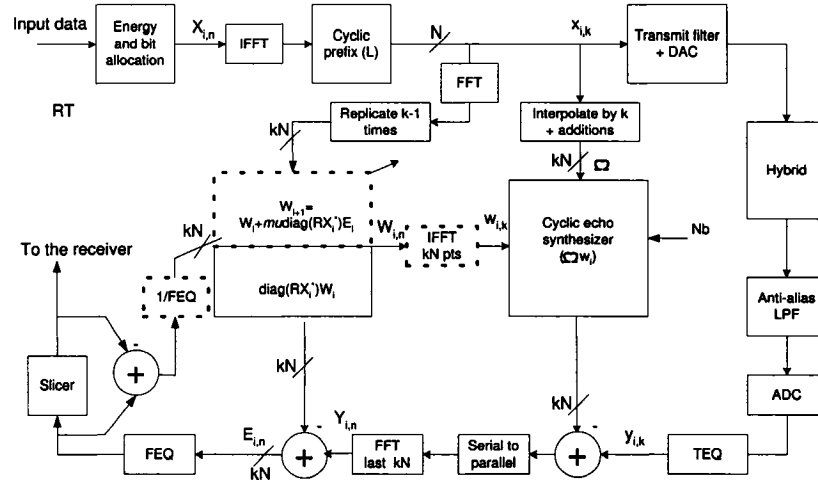 Input data
Energy
and bit
allocation
X_{i,n}
IFFT
Cyclic
prefix (L)
N
x_{i,k}
Transmit filter
+ DAC
FFT
RT
Replicate k-1
times
Interpolate by k
+ additions
kN
kN
Hybrid
W_{i+1}=
W_i+mudiag(RX_i^*)E_i
kN
W_{i,n}
IFFT
kN pts
w_{i,k}
Cyclic echo
synthesizer
( w_i)
Nb
To the receiver
1/FEQ
diag(RX_i^*)W_i
Anti-alias
LPF
-
+
Slicer
kN
kN
ADC
E_{i,n}
kN
-
+
Y_{i,n}
FEQ
FFT
last kN
Serial to
parallel
-
+
y_{i,k}
TEQ